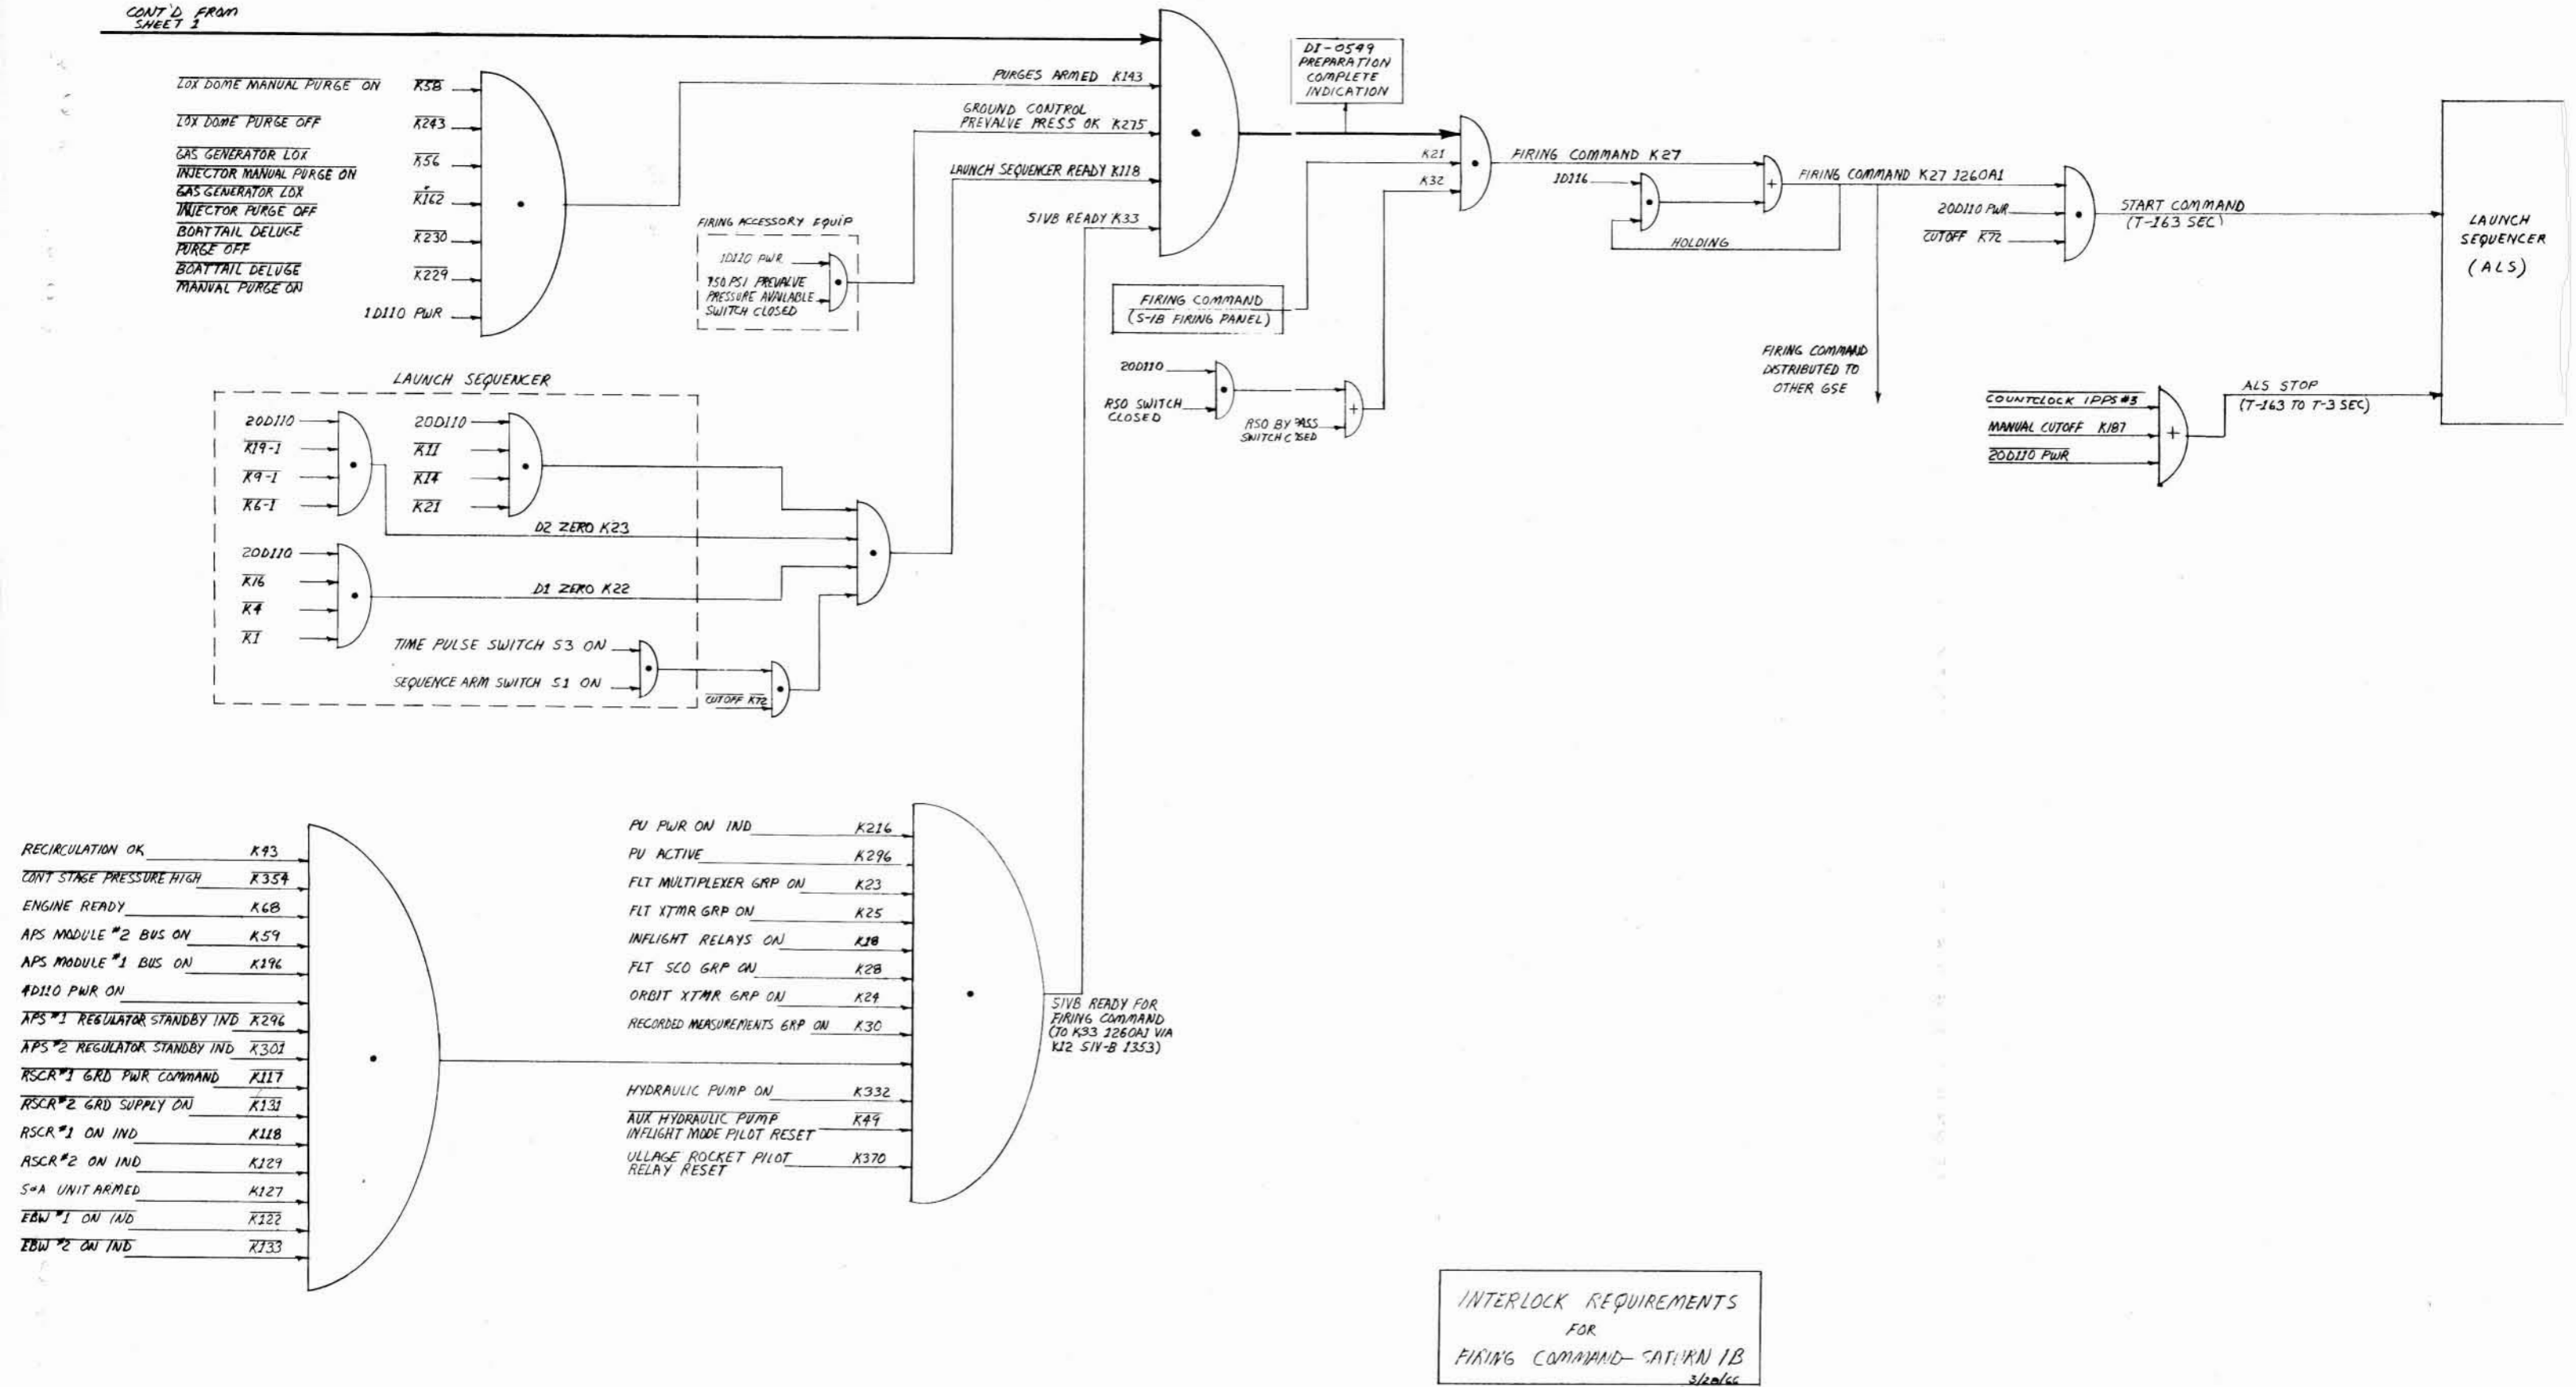 CONT'D FROM
SHEET 1
LOX DOME MANUAL PURGE ON K58
LOX DOME PURGE OFF K243
GAS GENERATOR LOX
INJECTOR MANUAL PURGE ON K56
GAS GENERATOR LOX
INJECTOR PURGE OFF K162
BOATTAIL DELUGE
PURGE OFF K230
BOATTAIL DELUGE
MANUAL PURGE ON K229
1D110 PWR
PURGES ARMED K143
GROUND CONTROL
PREVALVE PRESS OK K275
LAUNCH SEQUENCER READY K118
SIVB READY K33
FIRING ACCESSORY EQUIP
1D110 PWR
750 PSI PREVALVE
PRESSURE AVAILABLE
SWITCH CLOSED
DI-0599
PREPARATION
COMPLETE
INDICATION
K21
K32
FIRING COMMAND
(S-1B FIRING PANEL)
20D110
RSO SWITCH
CLOSED
RSO BY PASS
SWITCH
FIRING COMMAND K27
1D116
HOLDING
FIRING COMMAND K27 1260A1
20D110 PWR
CUTOFF K72
START COMMAND
(T-163 SEC)
FIRING COMMAND
DISTRIBUTED TO
OTHER GSE
LAUNCH
SEQUENCER
(ALS)
COUNTCLOCK 1PPS #3
MANUAL CUTOFF K187
20D110 PWR
ALS STOP
(T-163 TO T-3 SEC)
LAUNCH SEQUENCER
20D110
K19-1
K9-1
K6-1
20D110
K11
K14
K21
D2 ZERO K23
20D110
K16
K4
K1
D1 ZERO K22
TIME PULSE SWITCH S3 ON
SEQUENCE ARM SWITCH S1 ON
CUTOFF K72
RECIRCULATION OK K43
CONT STAGE PRESSURE HIGH K354
ENGINE READY K68
APS MODULE #2 BUS ON K59
APS MODULE #1 BUS ON K196
4D110 PWR ON
APS #1 REGULATOR STANDBY IND K296
APS #2 REGULATOR STANDBY IND K301
RSCR #1 GRD PWR COMMAND K117
RSCR #2 GRD SUPPLY ON K131
RSCR #1 ON IND K118
RSCR #2 ON IND K129
S&A UNIT ARMED K127
EBW #1 ON IND K122
EBW #2 ON IND K133
PU PWR ON IND K216
PU ACTIVE K296
FLT MULTIPLEXER GRP ON K23
FLT XTMR GRP ON K25
INFLIGHT RELAYS ON K18
FLT SCO GRP ON K28
ORBIT XTMR GRP ON K24
RECORDED MEASUREMENTS GRP ON K30
HYDRAULIC PUMP ON K332
AUX HYDRAULIC PUMP K49
INFLIGHT MODE PILOT RESET
ULLAGE ROCKET PILOT K370
RELAY RESET
SIVB READY FOR
FIRING COMMAND
(TO K33 1260A1 VIA
K12 SIV-B 1353)
INTERLOCK REQUIREMENTS
FOR
FIRING COMMAND-SATURN 1B
3/28/66